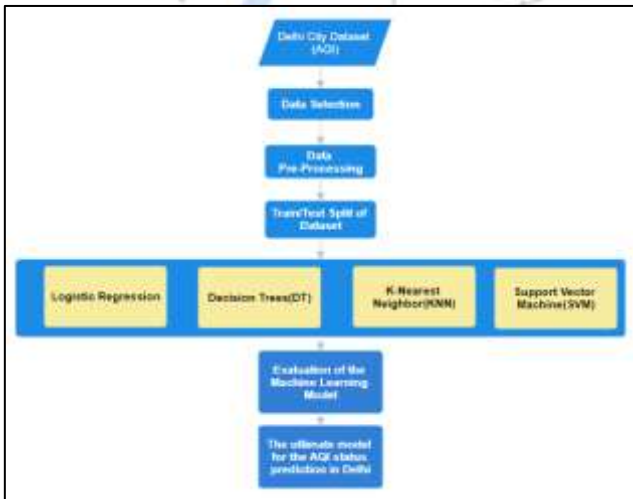 Delhi City Dataset
(AQI)
Data Selection
Data
Pre-Processing
Train/Test Split of
Dataset
Logistic Regression
Decision Trees(DT)
K-Nearest
Neighbor(KNN)
Support Vector
Machine(SVM)
Evaluation of the
Machine Learning
Model
The ultimate model
for the AQI status
prediction in Delhi